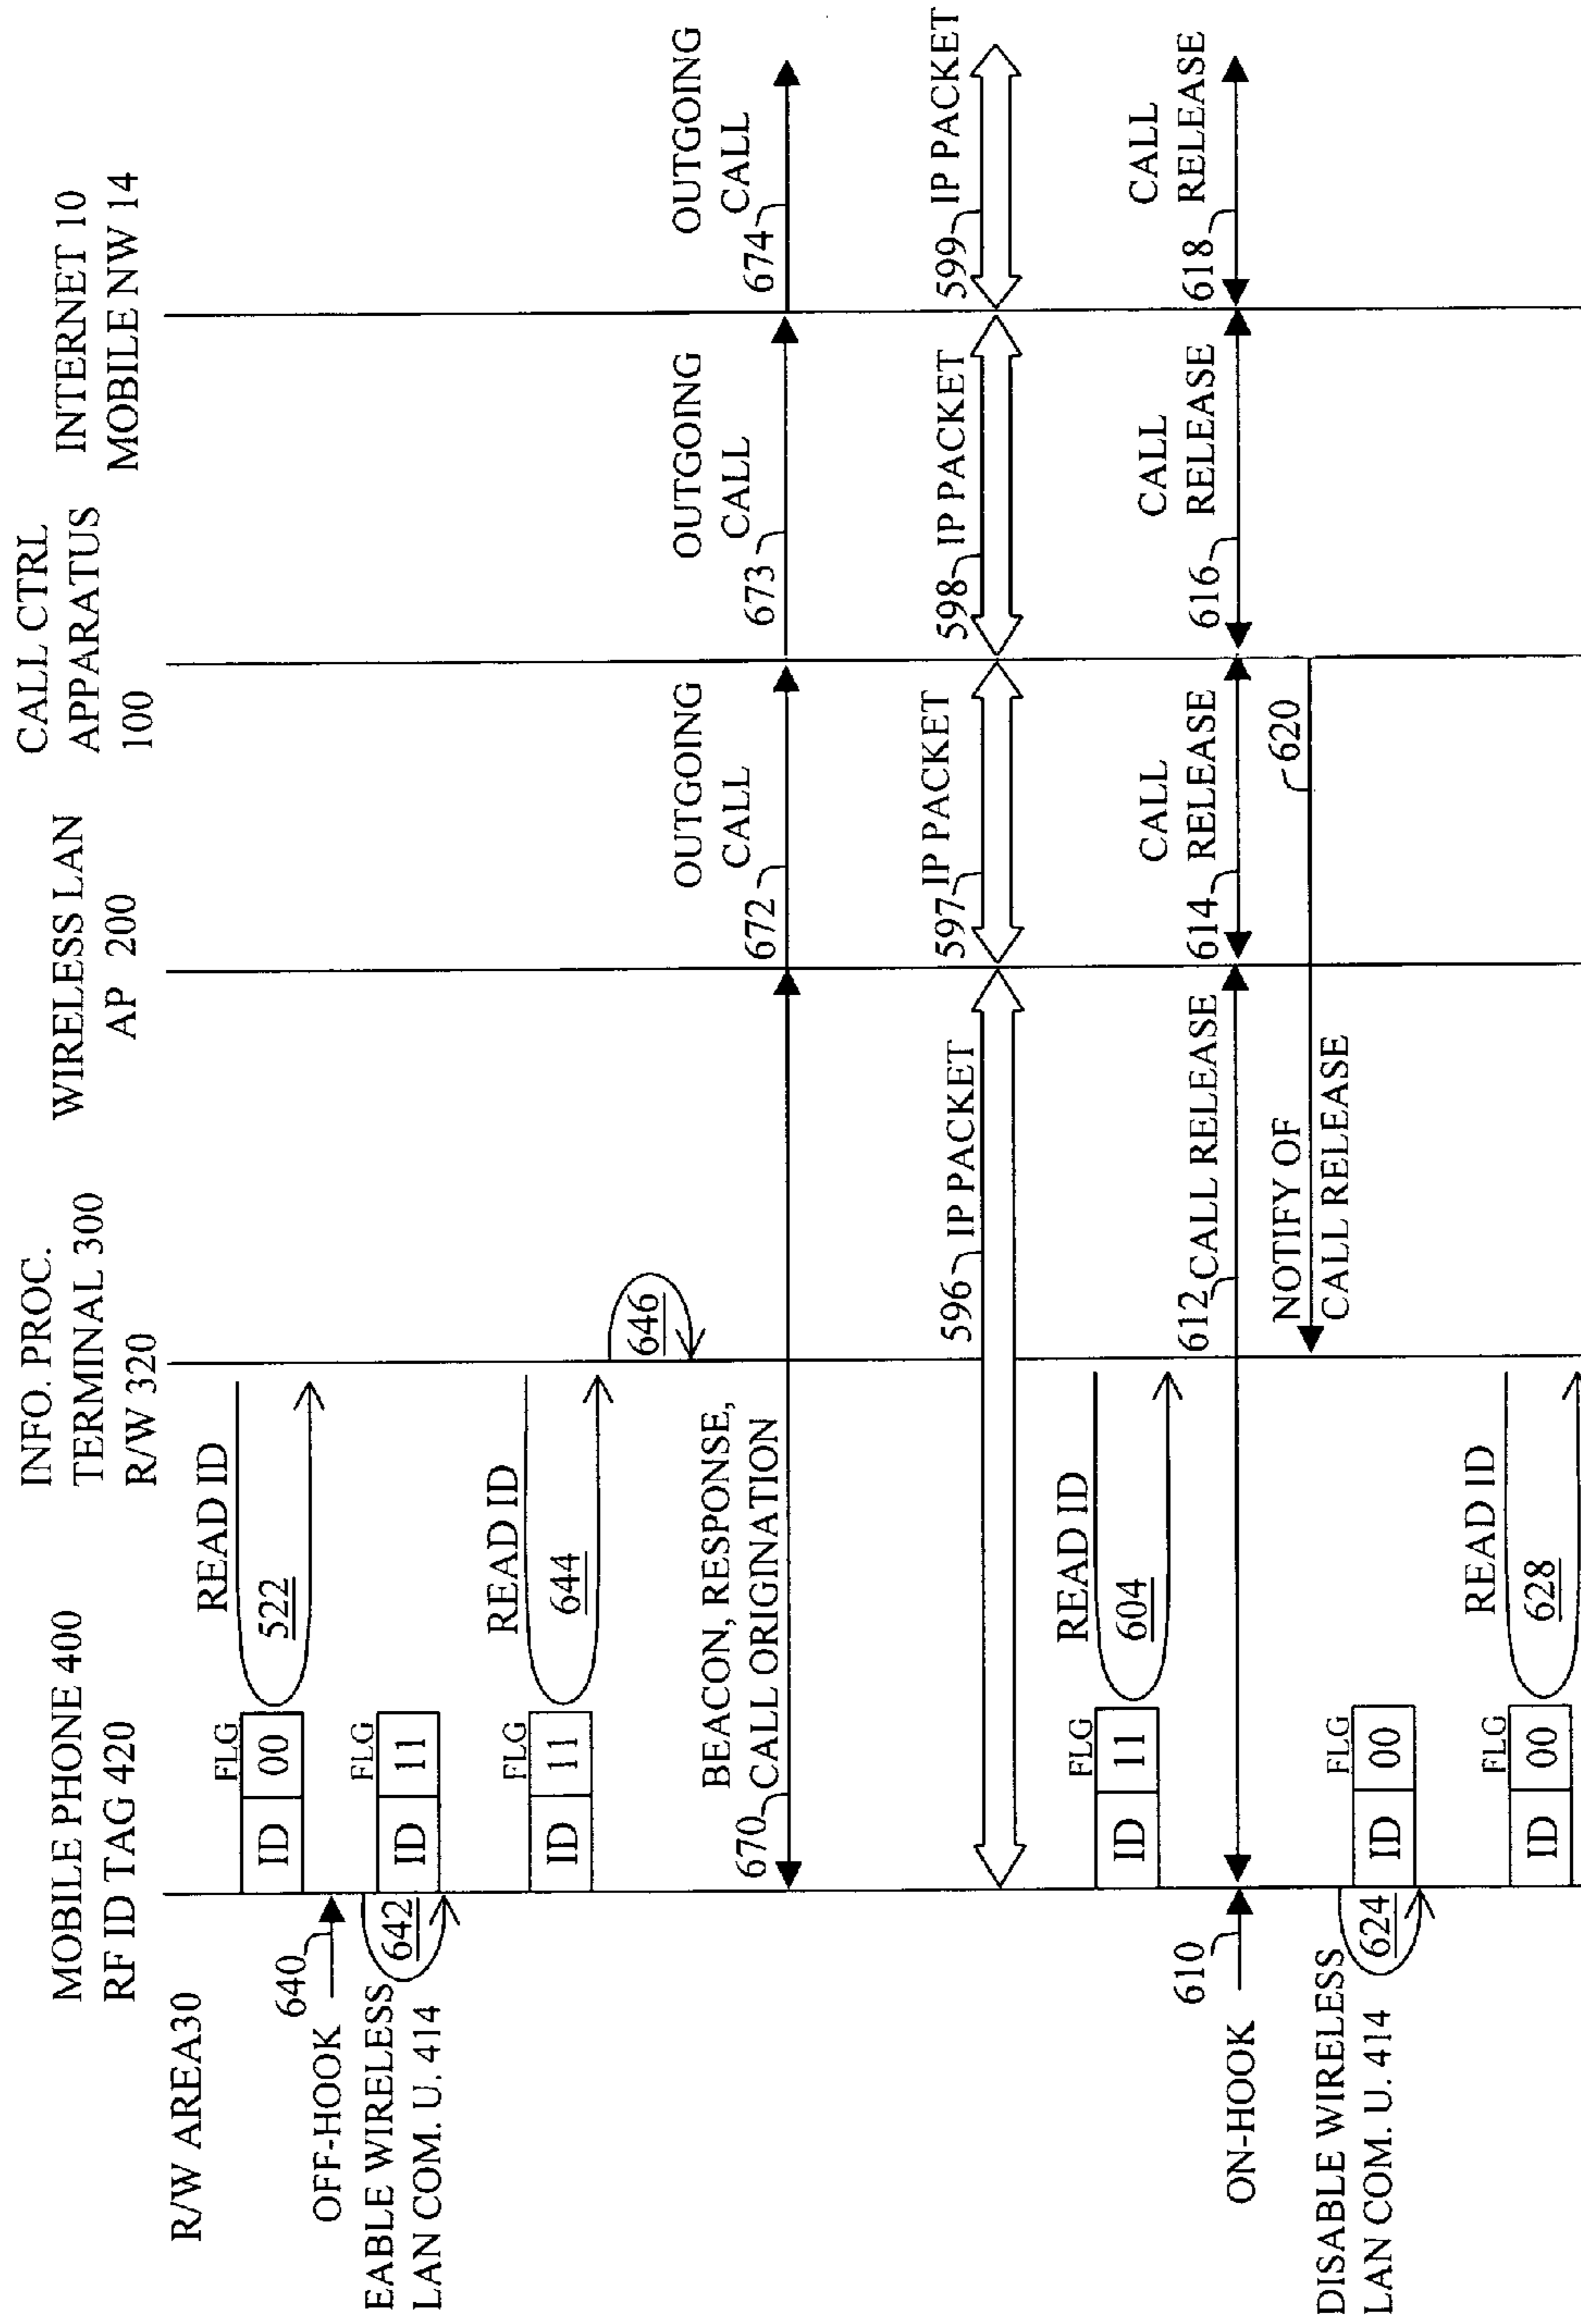 R/W AREA30
MOBILE PHONE 400
RF ID TAG 420
INFO. PROC.
TERMINAL 300
R/W 320
WIRELESS LAN
AP 200
CALL CTRL
APPARATUS
100
INTERNET 10
MOBILE NW 14
FLG
ID 00
READ ID
522
640
OFF-HOOK
EABLE WIRELESS
LAN COM. U. 414
642
FLG
ID 11
FLG
ID 11
READ ID
644
646
670
BEACON, RESPONSE,
CALL ORIGINATION
OUTGOING
CALL
672
OUTGOING
CALL
673
OUTGOING
CALL
674
596 IP PACKET
597 IP PACKET
598 IP PACKET
599 IP PACKET
FLG
ID 11
READ ID
604
610
ON-HOOK
612 CALL RELEASE
CALL
614 RELEASE
CALL
616 RELEASE
CALL
618 RELEASE
NOTIFY OF
CALL RELEASE
620
DISABLE WIRELESS
LAN COM. U. 414
624
FLG
ID 00
FLG
ID 00
READ ID
628